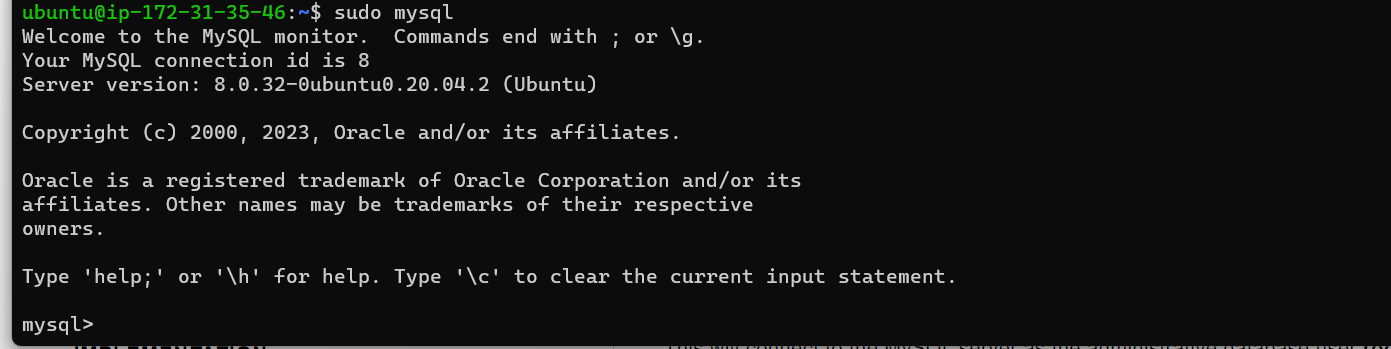 ubuntu@ip-172-31-35-46:~$ sudo mysql
Welcome to the MySQL monitor.  Commands end with ; or \g.
Your MySQL connection id is 8
Server version: 8.0.32-0ubuntu0.20.04.2 (Ubuntu)
Copyright (c) 2000, 2023, Oracle and/or its affiliates.
Oracle is a registered trademark of Oracle Corporation and/or its
affiliates. Other names may be trademarks of their respective
owners.
Type 'help;' or '\h' for help. Type '\c' to clear the current input statement.
mysql>